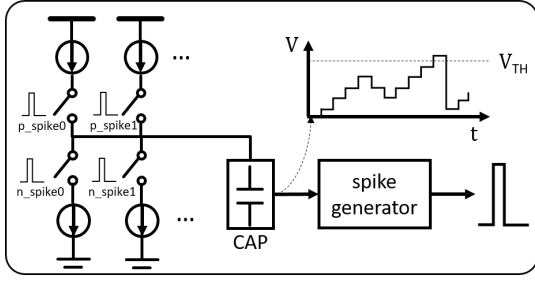 V
V_TH
t
...
p_spike0
p_spike1
n_spike0
n_spike1
...
CAP
spike
generator